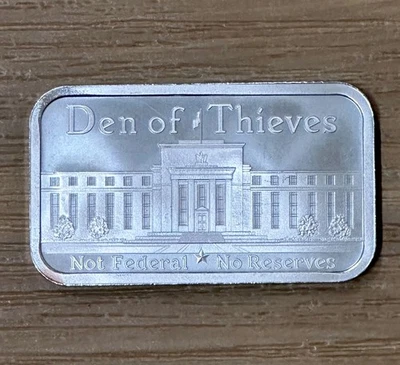 Den of Thieves
Not Federal ★ No Reserves